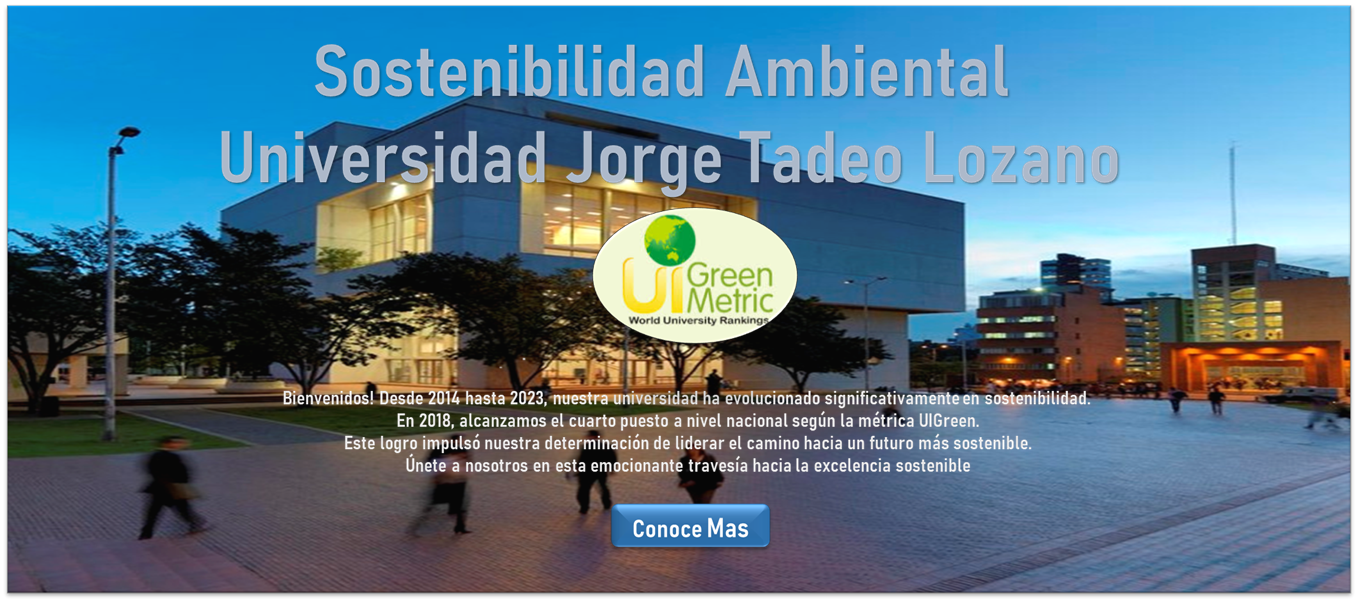 Sostenibilidad Ambiental
Universidad Jorge Tadeo Lozano
UI Green
Metric
World University Rankings
Bienvenidos! Desde 2014 hasta 2023, nuestra universidad ha evolucionado significativamente en sostenibilidad.
En 2018, alcanzamos el cuarto puesto a nivel nacional según la métrica UIGreen.
Este logro impulsó nuestra determinación de liderar el camino hacia un futuro más sostenible.
Únete a nosotros en esta emocionante travesía hacia la excelencia sostenible
Conoce Mas